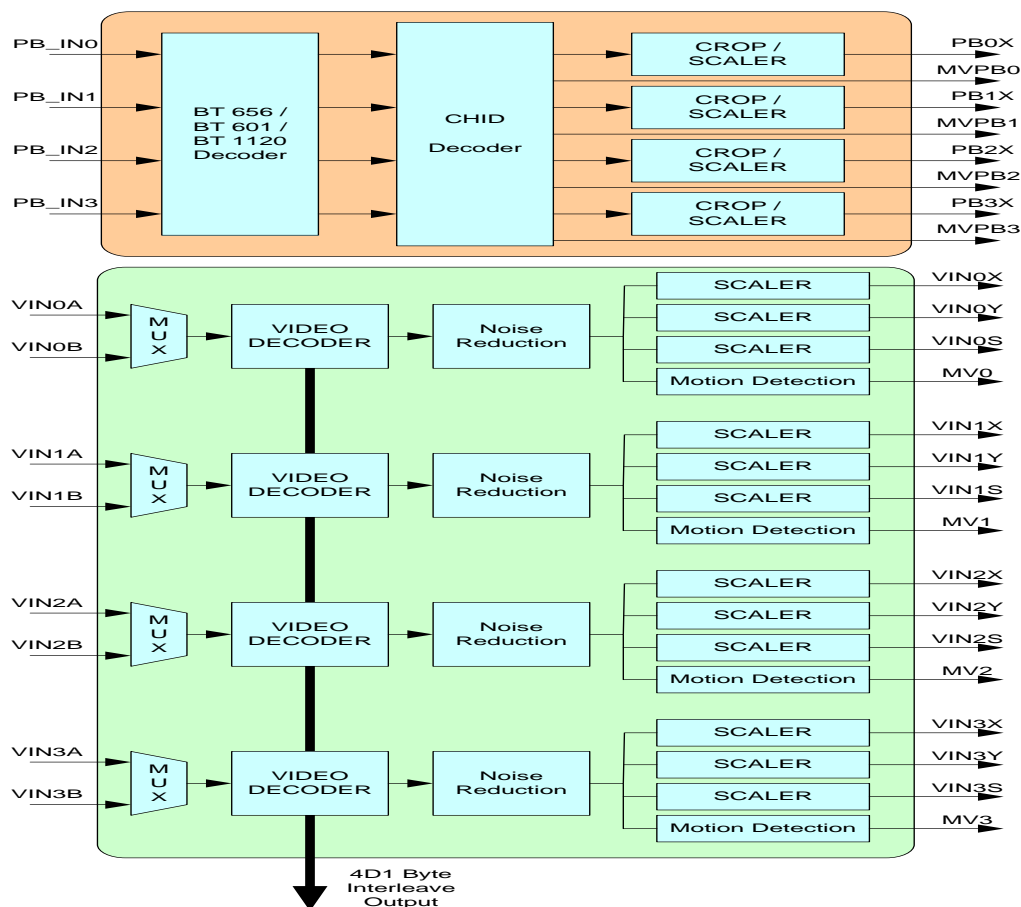 PB_IN0
PB_IN1
PB_IN2
PB_IN3
BT 656 /
BT 601 /
BT 1120
Decoder
CHID
Decoder
CROP /
SCALER
CROP /
SCALER
CROP /
SCALER
CROP /
SCALER
PB0X
MVPB0
PB1X
MVPB1
PB2X
MVPB2
PB3X
MVPB3
VIN0A
VIN0B
MUX
VIDEO
DECODER
Noise
Reduction
SCALER
SCALER
SCALER
Motion Detection
VIN0X
VIN0Y
VIN0S
MV0
VIN1A
VIN1B
MUX
VIDEO
DECODER
Noise
Reduction
SCALER
SCALER
SCALER
Motion Detection
VIN1X
VIN1Y
VIN1S
MV1
VIN2A
VIN2B
MUX
VIDEO
DECODER
Noise
Reduction
SCALER
SCALER
SCALER
Motion Detection
VIN2X
VIN2Y
VIN2S
MV2
VIN3A
VIN3B
MUX
VIDEO
DECODER
Noise
Reduction
SCALER
SCALER
SCALER
Motion Detection
VIN3X
VIN3Y
VIN3S
MV3
4D1 Byte
Interleave
Output